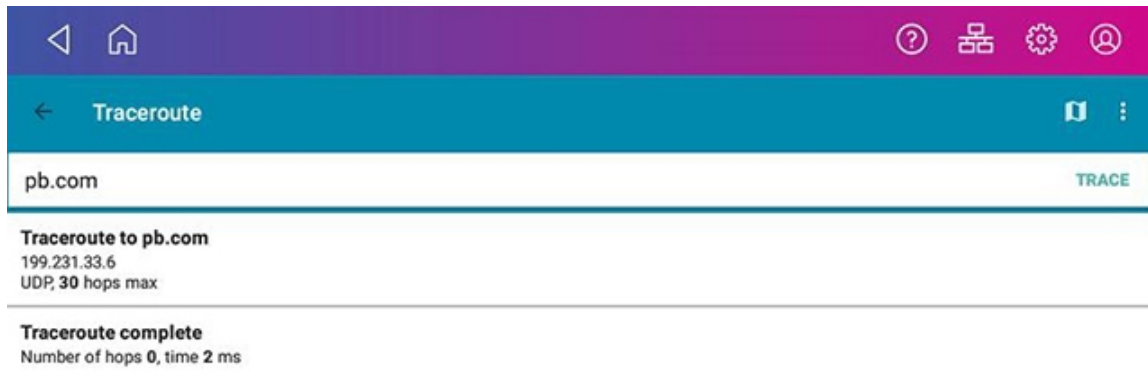 Traceroute
pb.com TRACE
Traceroute to pb.com
199.231.33.6
UDP, 30 hops max
Traceroute complete
Number of hops 0, time 2 ms